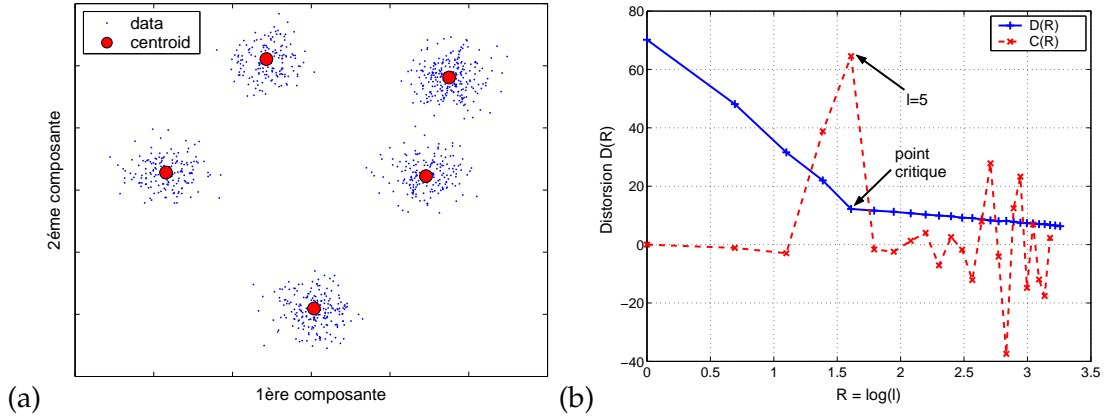 data
centroid
2éme composante
1ère composante
(a)
D(R)
C(R)
80
60
40
20
0
−20
−40
Distorsion D(R)
l=5
point
critique
0
0.5
1
1.5
2
2.5
3
3.5
R = log(l)
(b)